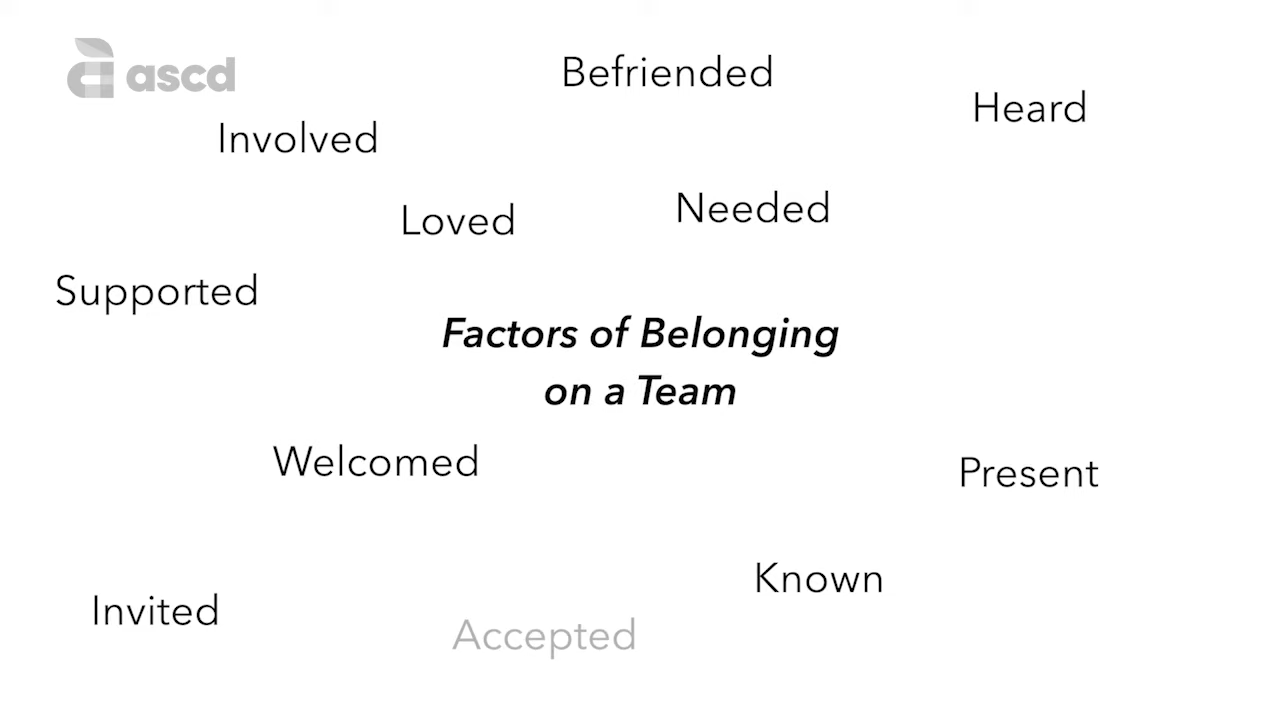 ascd
Befriended
Heard
Involved
Loved
Needed
Supported
Factors of Belonging
on a Team
Welcomed
Present
Known
Invited
Accepted